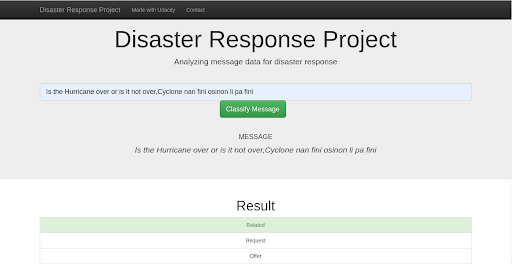 Disaster Response Project Made with Udacity Contact
Disaster Response Project
Analyzing message data for disaster response
Is the Hurricane over or is it not over,Cyclone nan fini osinon li pa fini
Classify Message
MESSAGE
Is the Hurricane over or is it not over,Cyclone nan fini osinon li pa fini
Result
Related
Request
Offer